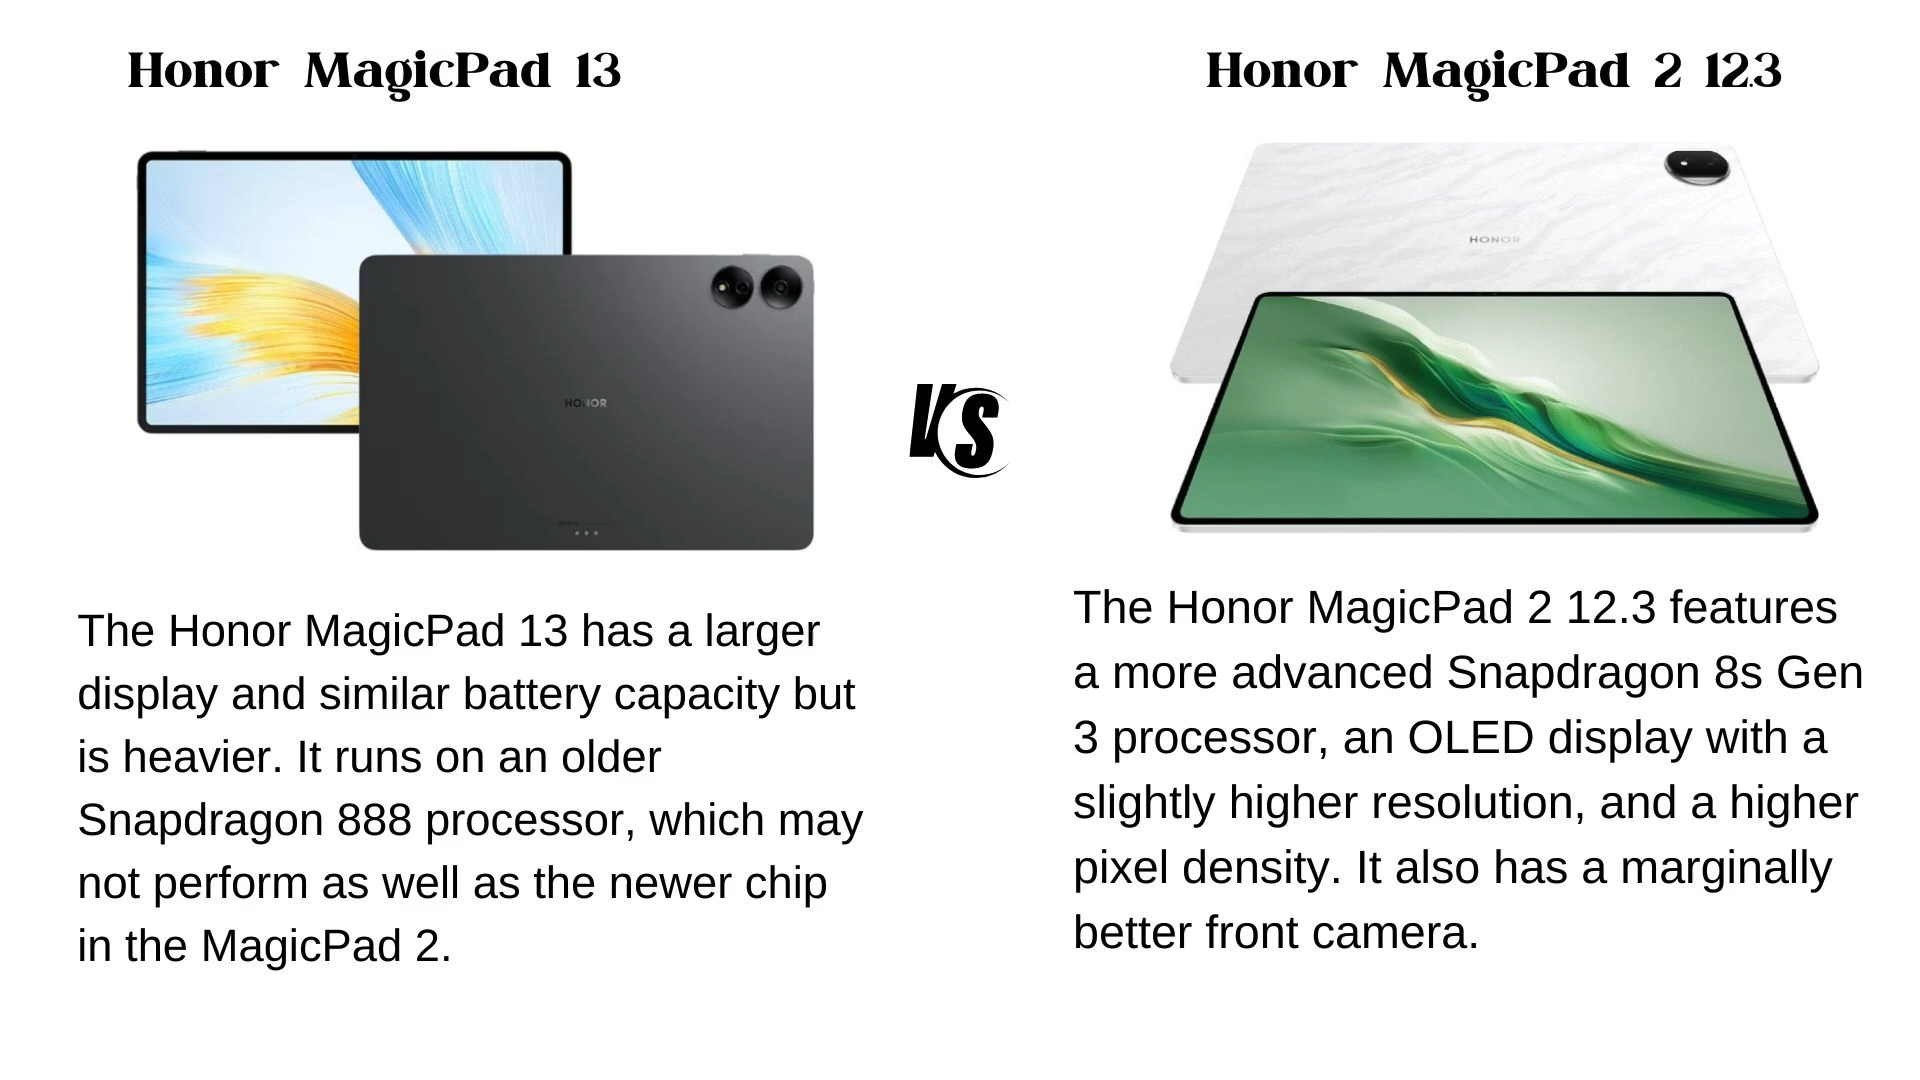 Honor MagicPad 13
HONOR
The Honor MagicPad 13 has a larger
display and similar battery capacity but
is heavier. It runs on an older
Snapdragon 888 processor, which may
not perform as well as the newer chip
in the MagicPad 2.
VS
Honor MagicPad 2 12.3
HONOR
The Honor MagicPad 2 12.3 features
a more advanced Snapdragon 8s Gen
3 processor, an OLED display with a
slightly higher resolution, and a higher
pixel density. It also has a marginally
better front camera.